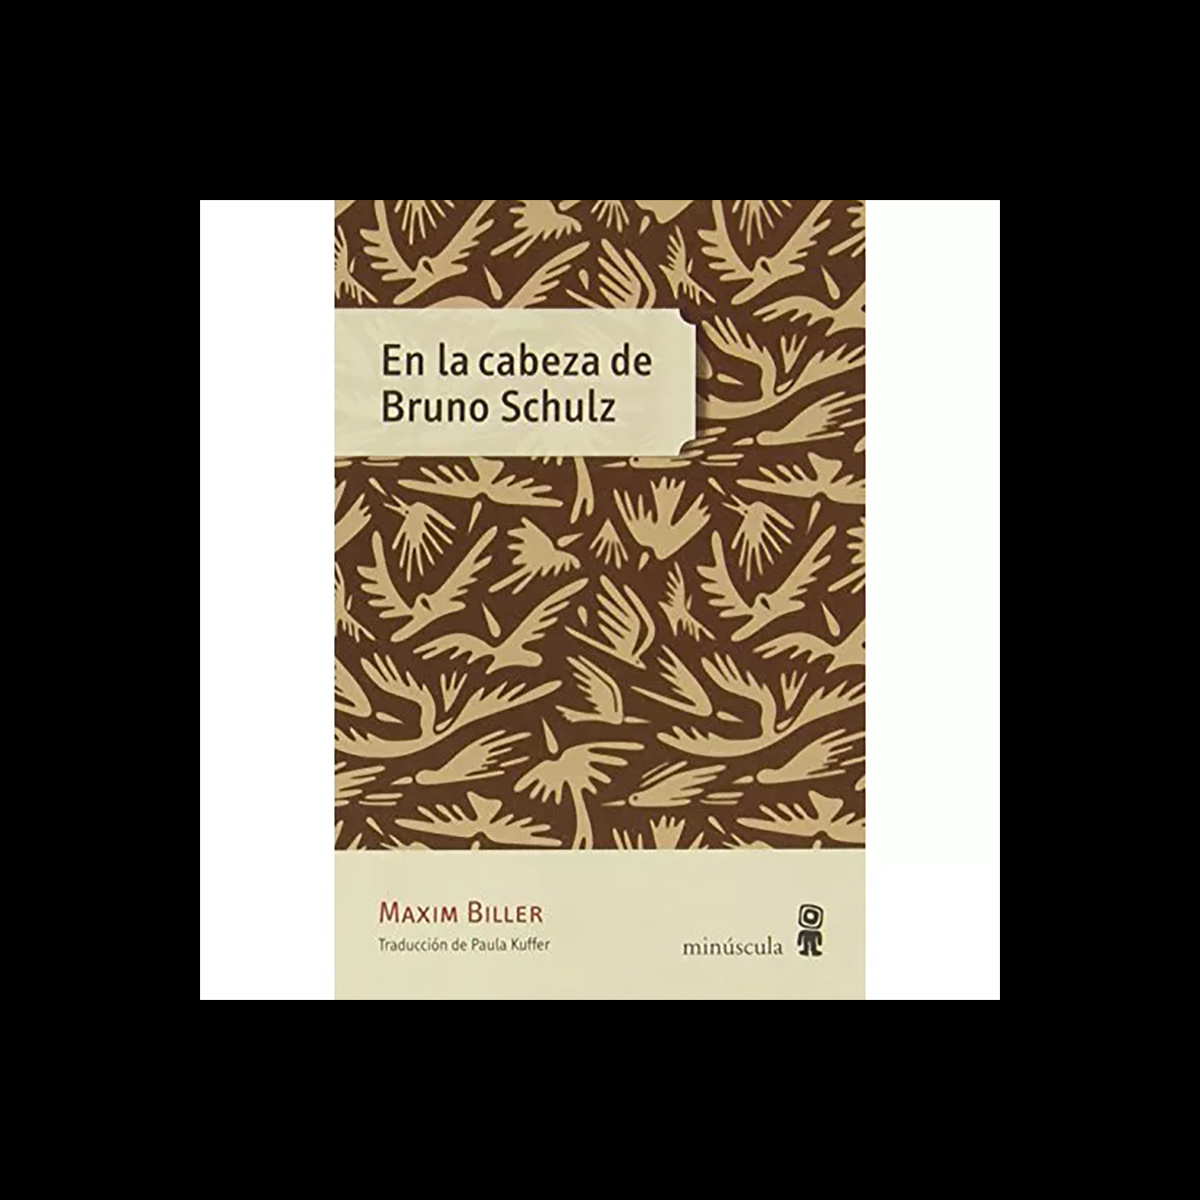 En la cabeza de
Bruno Schulz
Maxim Biller
Traducción de Paula Kuffer
minúscula